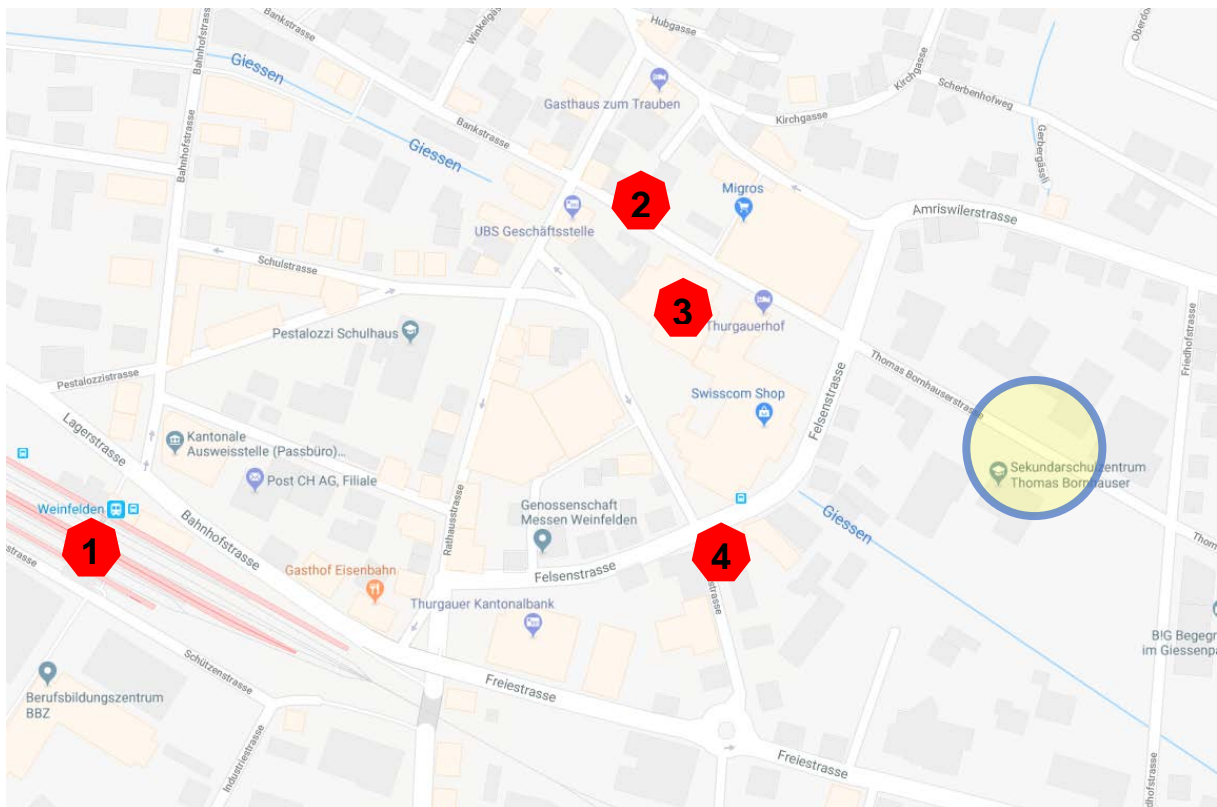 Bahnhofstrasse
Bankstrasse
Winkelgasse
Hubgasse
Oberdorf
Giessen
Gasthaus zum Trauben
Kirchgasse
Scherbenhofweg
Bankstrasse
Kirchgasse
Gerbergässli
Giessen
Bahnhofstrasse
2
Migros
UBS Geschäftsstelle
Amriswilerstrasse
Schulstrasse
3
Thurgauerhof
Pestalozzi Schulhaus
Friedhofstrasse
Thomas Bornhauserstrasse
Pestalozzistrasse
Swisscom Shop
Felsenstrasse
Lagerstrasse
Kantonale
Ausweisstelle (Passbüro)...
Sekundarschulzentrum
Thomas Bornhauser
Post CH AG, Filiale
Weinfelden
Genossenschaft
Messen Weinfelden
Giessen
1
Bahnhofstrasse
Rathausstrasse
4
Gasthof Eisenbahn
Felsenstrasse
strasse
Thurgauer Kantonalbank
BIG Begegn
im Giessenpa
Schützenstrasse
Freiestrasse
Berufsbildungszentrum
BBZ
Industriestrasse
Freiestrasse